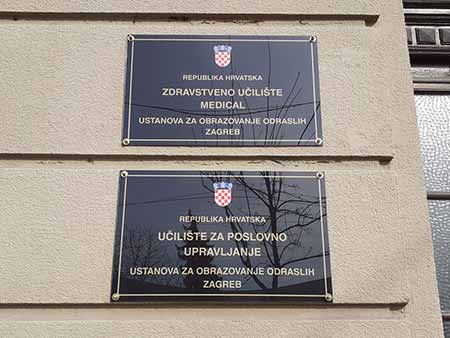 REPUBLIKA HRVATSKA
ZDRAVSTVENO UČILIŠTE
MEDICAL
USTANOVA ZA OBRAZOVANJE ODRASLIH
ZAGREB
REPUBLIKA HRVATSKA
UČILIŠTE ZA POSLOVNO
UPRAVLJANJE
USTANOVA ZA OBRAZOVANJE ODRASLIH
ZAGREB